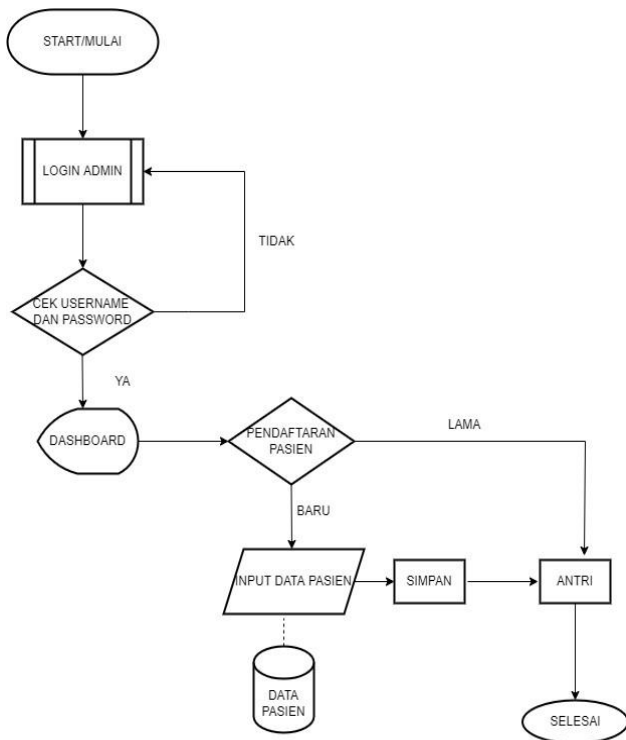 START/MULAI
LOGIN ADMIN
TIDAK
CEK USERNAME
DAN PASSWORD
YA
DASHBOARD
PENDAFTARAN
PASIEN
LAMA
BARU
INPUT DATA PASIEN
SIMPAN
ANTRI
DATA
PASIEN
SELESAI